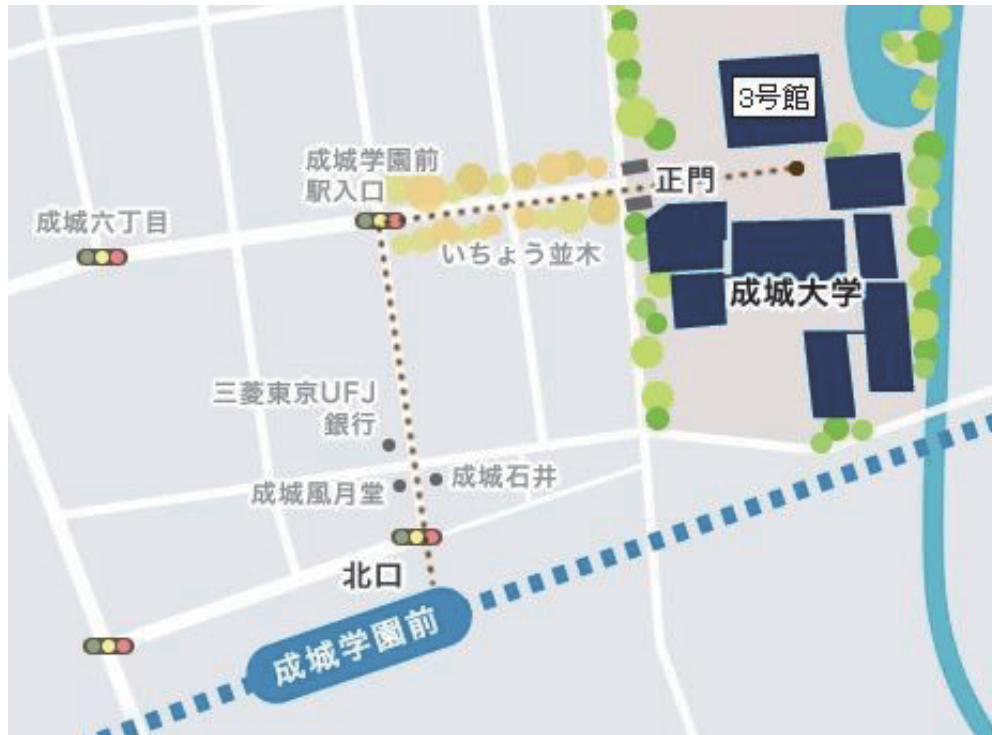 3号館
成城学園前
駅入口
正門
成城六丁目
いちょう並木
成城大学
三菱東京UFJ
銀行
成城石井
成城風月堂
北口
成城学園前